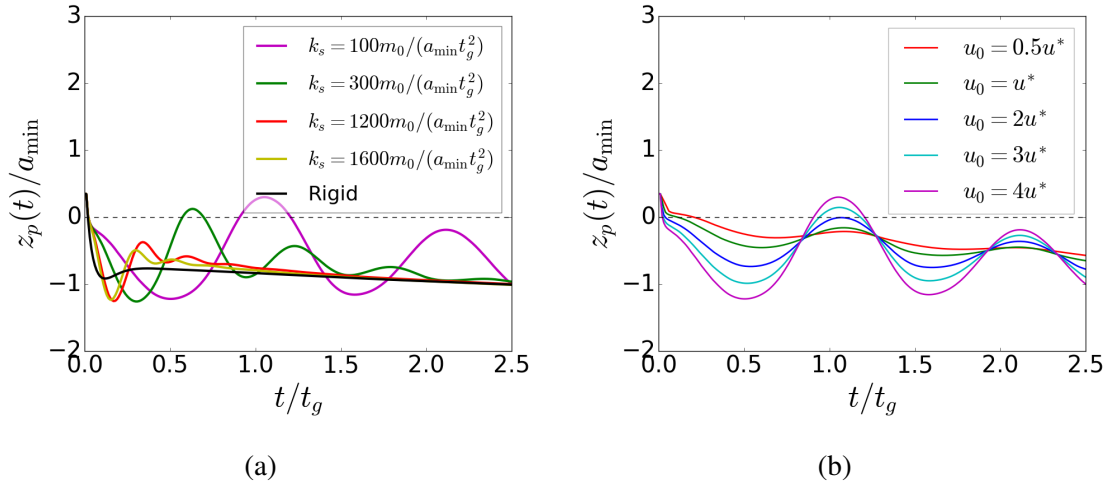 3
2
1
0
−1
−2
0.0 0.5 1.0 1.5 2.0 2.5
z_p(t)/a_min
t/t_g
k_s = 100m_0/(a_min t_g^2)
k_s = 300m_0/(a_min t_g^2)
k_s = 1200m_0/(a_min t_g^2)
k_s = 1600m_0/(a_min t_g^2)
Rigid
(a)
3
2
1
0
−1
−2
0.0 0.5 1.0 1.5 2.0 2.5
z_p(t)/a_min
t/t_g
u_0 = 0.5u*
u_0 = u*
u_0 = 2u*
u_0 = 3u*
u_0 = 4u*
(b)